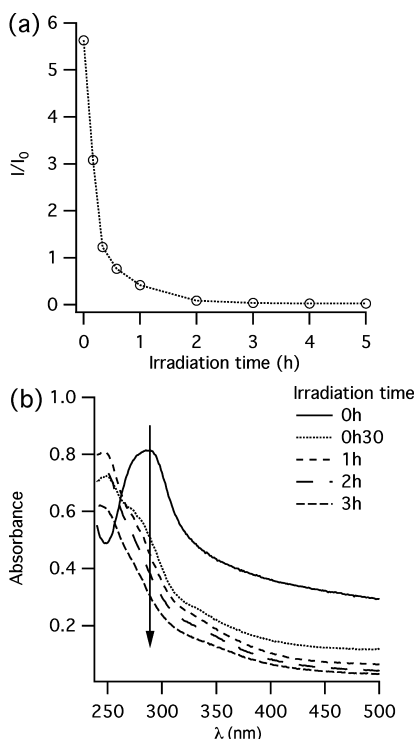 (a)
6
5
4
3
2
1
0
I/I0
0 1 2 3 4 5
Irradiation time (h)
(b)
Irradiation time
0h
0h30
1h
2h
3h
1.0
0.8
0.6
0.4
0.2
Absorbance
250 300 350 400 450 500
λ (nm)